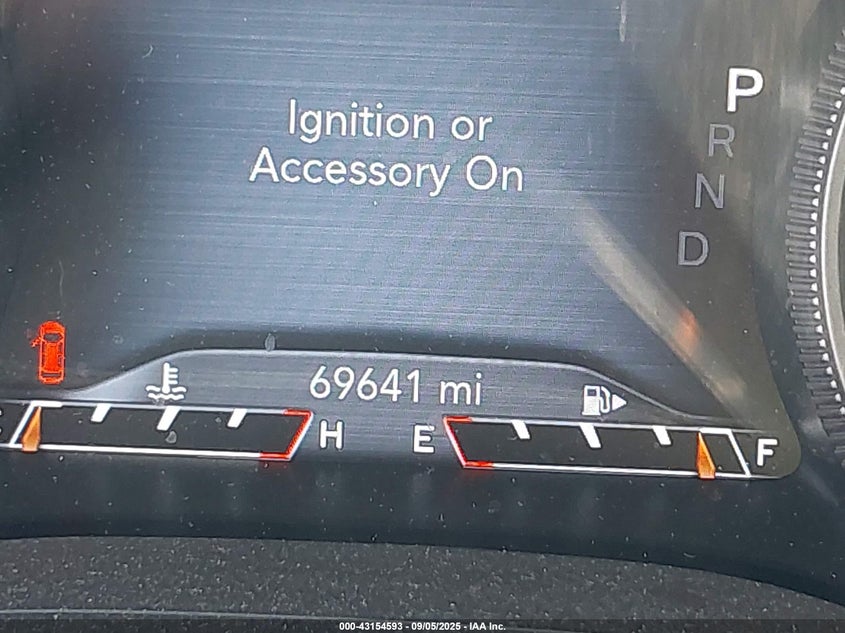 Ignition or
Accessory On
P
R
N
D
69641 mi
H E F
000-43154593 - 09/05/2025 - IAA Inc.